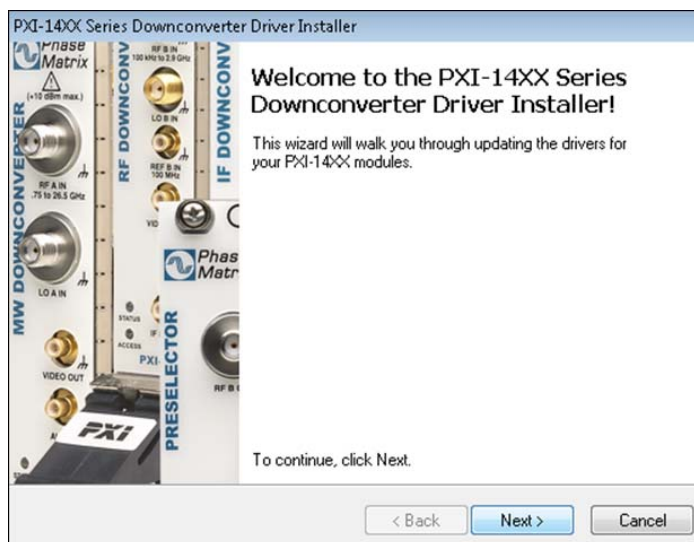 PXI-14XX Series Downconverter Driver Installer
Phase
Matrix
(+10 dBm max.)
MW DOWNCONVERTER
RF A IN
.75 to 26.5 GHz
LO A IN
VIDEO OUT
RF DOWNCONV
RF B IN
100 kHz to 2.9 GHz
LO B IN
REF B IN
100 MHz
STATUS
ACCESS
IF DOWNCONV
Phas
Matr
PRESELECTOR
RF B
PXI
Welcome to the PXI-14XX Series
Downconverter Driver Installer!
This wizard will walk you through updating the drivers for
your PXI-14XX modules.
To continue, click Next.
< Back
Next >
Cancel